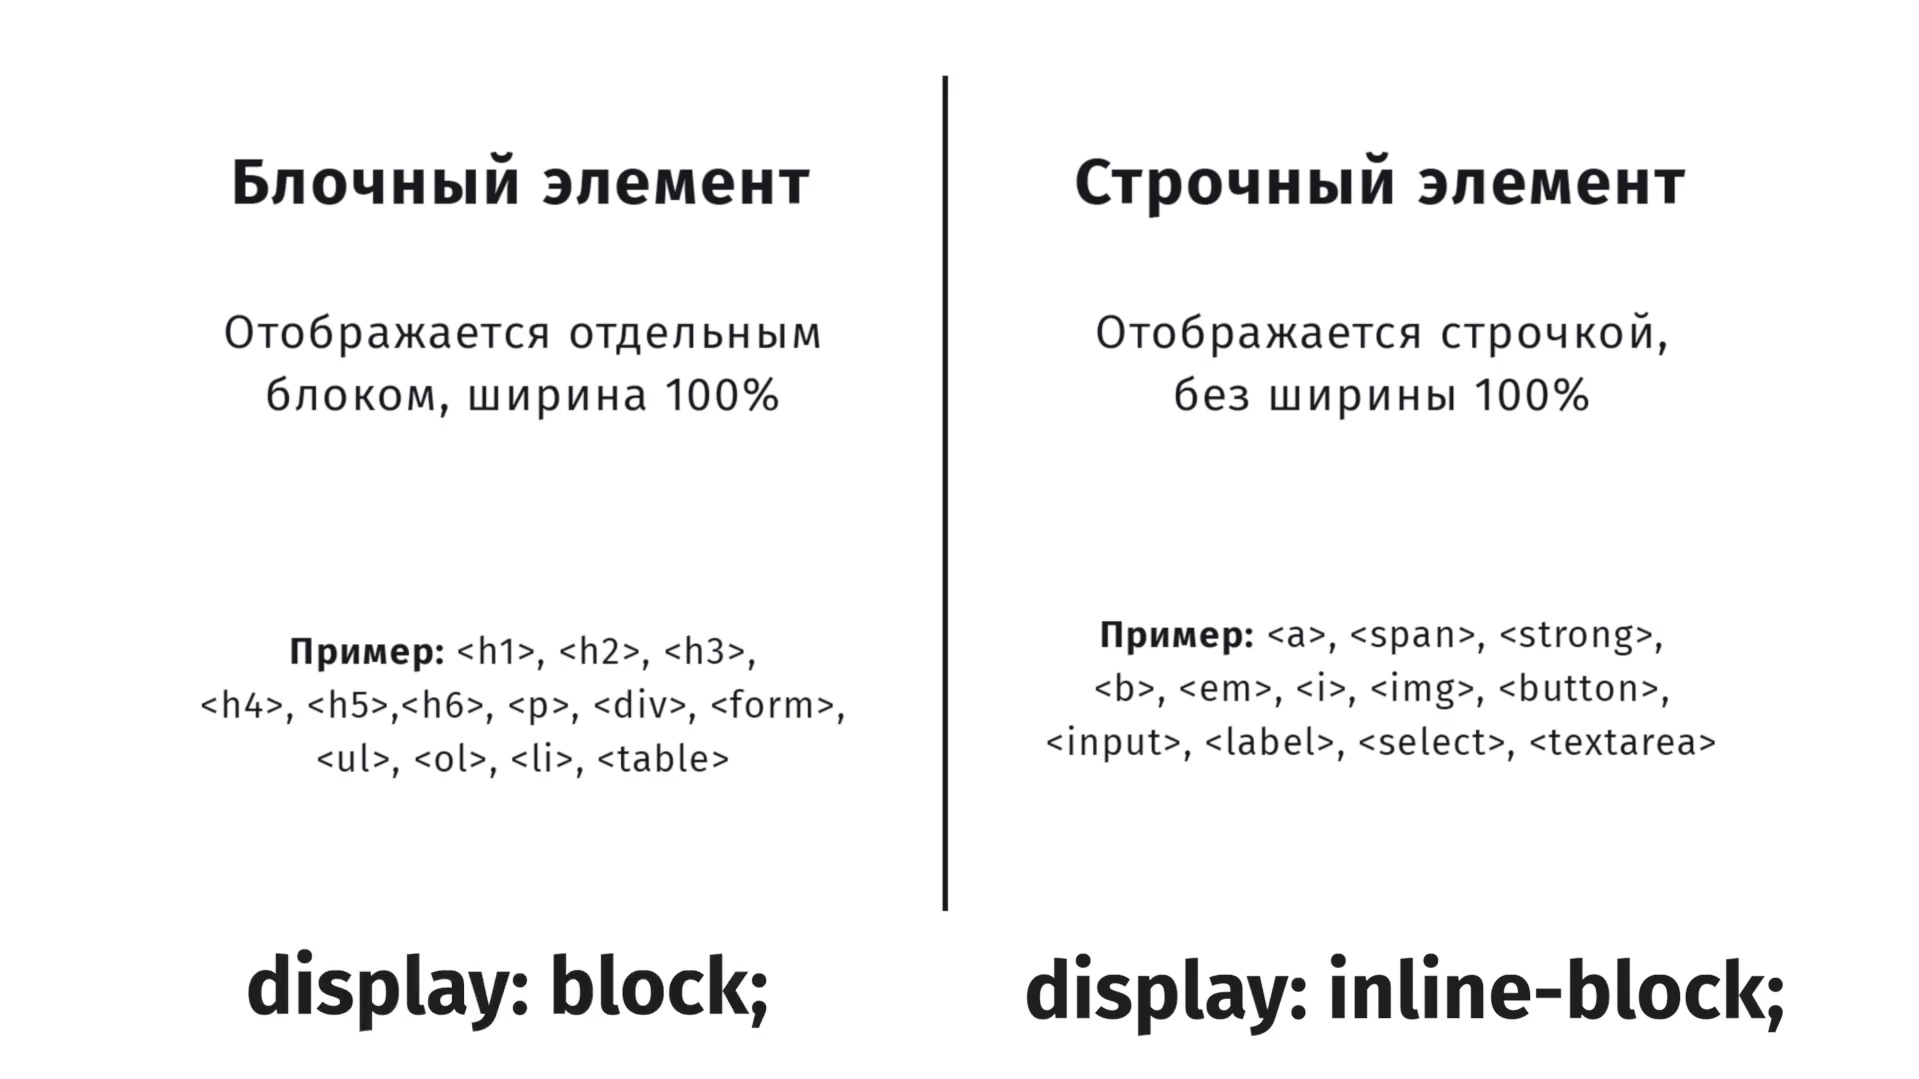 Блочный элемент
Отображается отдельным
блоком, ширина 100%
Пример: <h1>, <h2>, <h3>,
<h4>, <h5>,<h6>, <p>, <div>, <form>,
<ul>, <ol>, <li>, <table>
display: block;
Строчный элемент
Отображается строчкой,
без ширины 100%
Пример: <a>, <span>, <strong>,
<b>, <em>, <i>, <img>, <button>,
<input>, <label>, <select>, <textarea>
display: inline-block;